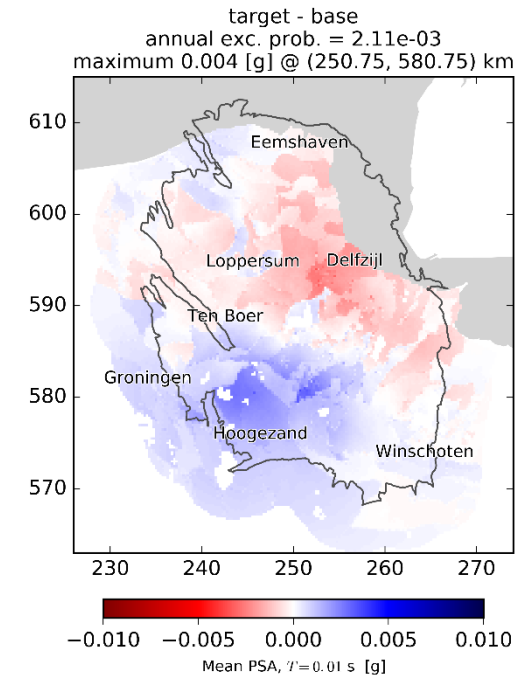 target - base
annual exc. prob. = 2.11e-03
maximum 0.004 [g] @ (250.75, 580.75) km
610
Eemshaven
600
Loppersum
Delfzijl
590
Ten Boer
580
Groningen
Hoogezand
Winschoten
570
230 240 250 260 270
−0.010 −0.005 0.000 0.005 0.010
Mean PSA, T = 0.01 s [g]